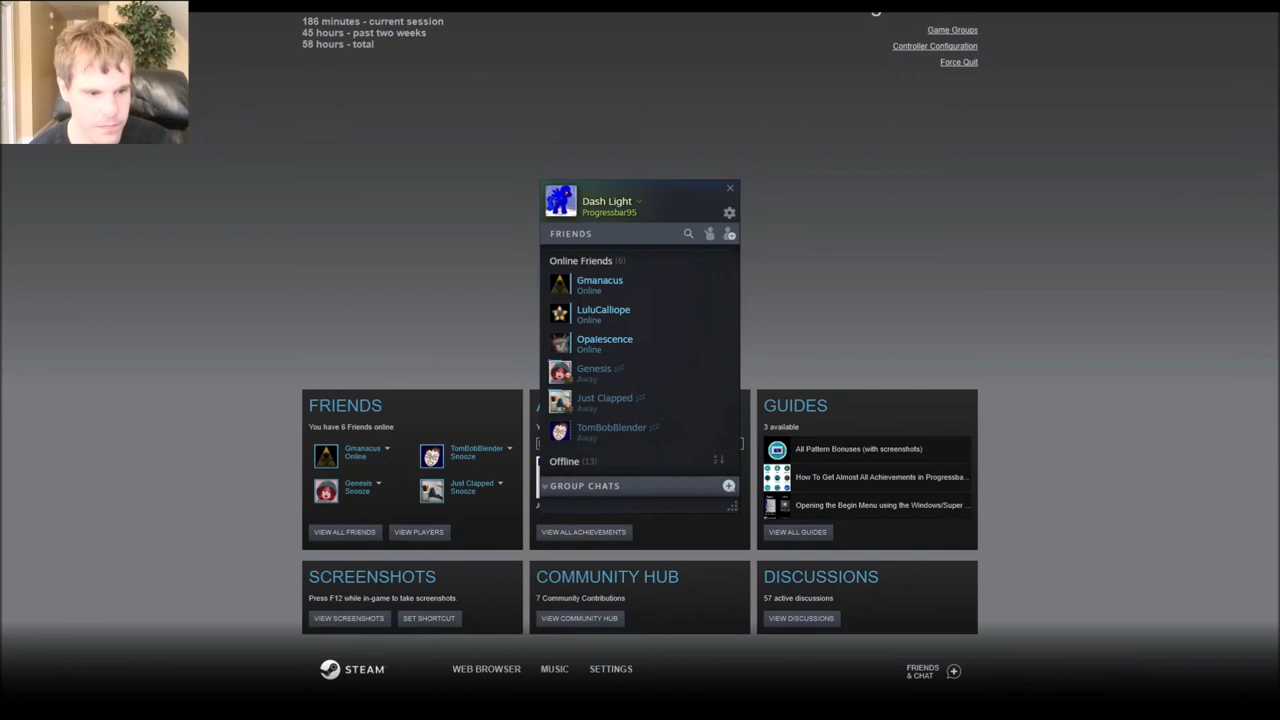 186 minutes - current session
45 hours - past two weeks
58 hours - total
Game Groups
Controller Configuration
Force Quit
Dash Light
Progressbar95
FRIENDS
Online Friends (6)
Gmanacus
Online
LuluCalliope
Online
Opalescence
Online
Genesis
Away
Just Clapped
Away
TomBobBlender
Away
Offline (13)
GROUP CHATS
FRIENDS
You have 6 Friends online
Gmanacus
Online
TomBobBlender
Snooze
Genesis
Snooze
Just Clapped
Snooze
VIEW ALL FRIENDS
VIEW PLAYERS
VIEW ALL ACHIEVEMENTS
GUIDES
3 available
All Pattern Bonuses (with screenshots)
How To Get Almost All Achievements in Progressba...
Opening the Begin Menu using the Windows/Super ...
VIEW ALL GUIDES
SCREENSHOTS
Press F12 while in-game to take screenshots.
VIEW SCREENSHOTS
SET SHORTCUT
COMMUNITY HUB
7 Community Contributions
VIEW COMMUNITY HUB
DISCUSSIONS
57 active discussions
VIEW DISCUSSIONS
STEAM
WEB BROWSER
MUSIC
SETTINGS
FRIENDS
& CHAT